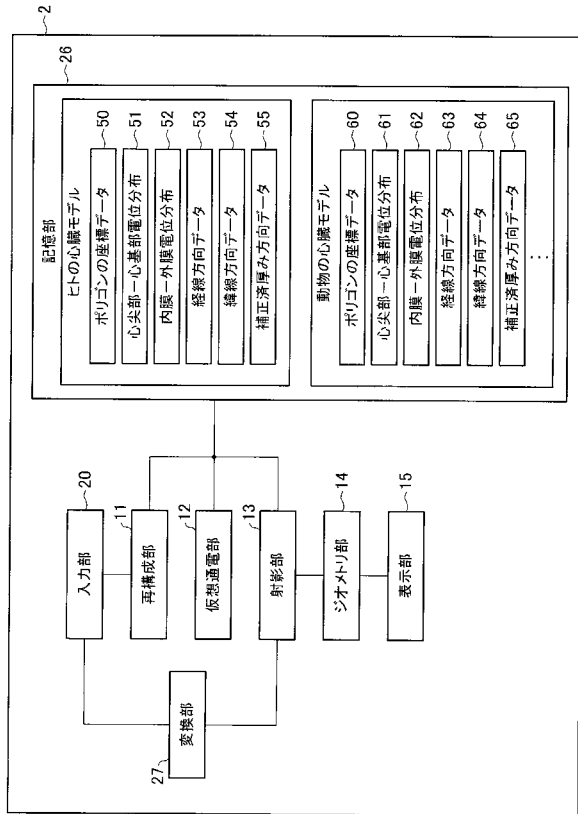 2
26
記憶部
ヒトの心臓モデル
ポリゴンの座標データ
50
心尖部ー心基部電位分布
51
内膜ー外膜電位分布
52
経線方向データ
53
緯線方向データ
54
補正済厚み方向データ
55
動物の心臓モデル
ポリゴンの座標データ
60
心尖部ー心基部電位分布
61
内膜ー外膜電位分布
62
経線方向データ
63
緯線方向データ
64
補正済厚み方向データ
65
入力部
20
再構成部
11
仮想通電部
12
射影部
13
ジオメトリ部
14
表示部
15
変換部
27